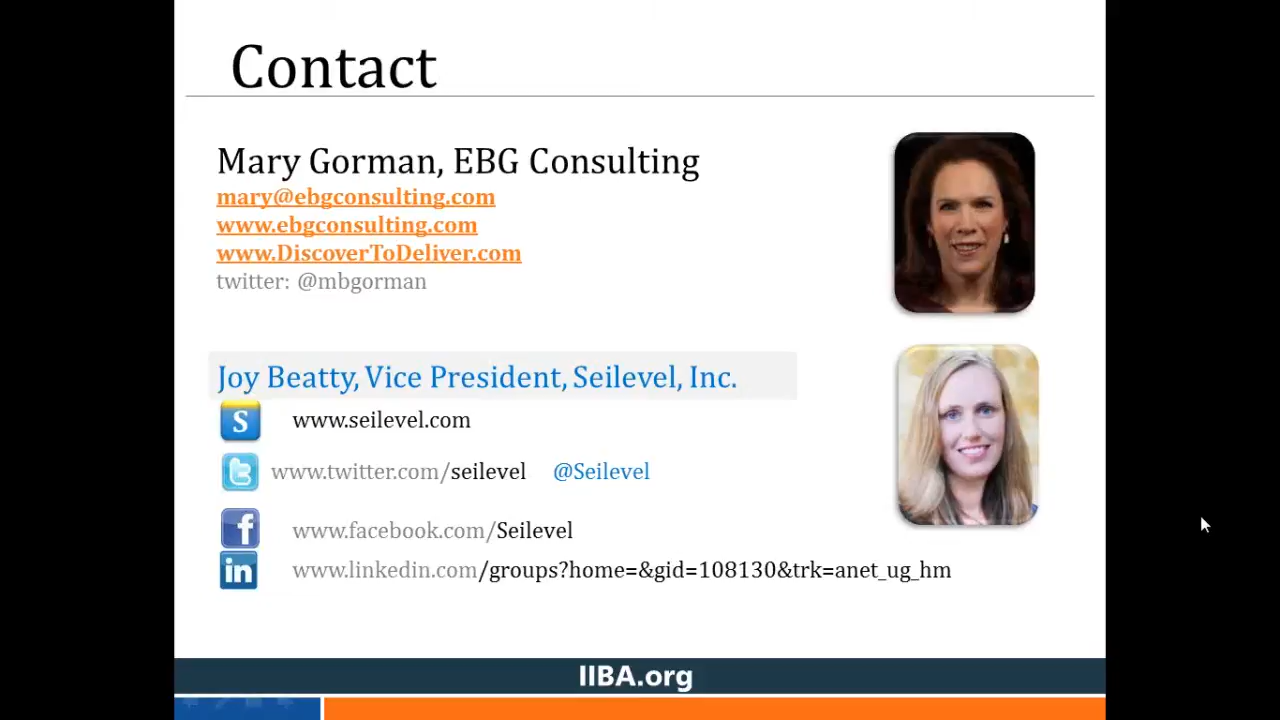 Contact
Mary Gorman, EBG Consulting
mary@ebgconsulting.com
www.ebgconsulting.com
www.DiscoverToDeliver.com
twitter: @mbgorman
Joy Beatty, Vice President, Seilevel, Inc.
S www.seilevel.com
www.twitter.com/seilevel @Seilevel
f www.facebook.com/Seilevel
in www.linkedin.com/groups?home=&gid=108130&trk=anet_ug_hm
IIBA.org